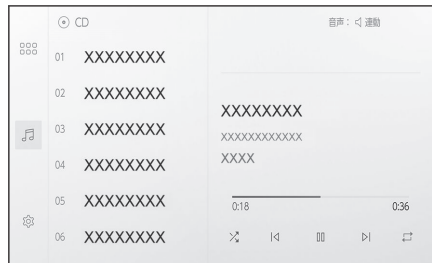 CD
音声： 連動
01 XXXXXXXX
02 XXXXXXXX
03 XXXXXXXX
04 XXXXXXXX
05 XXXXXXXX
06 XXXXXXXX
XXXXXXXX
XXXXXXXXXXXX
XXXX
0:18 0:36